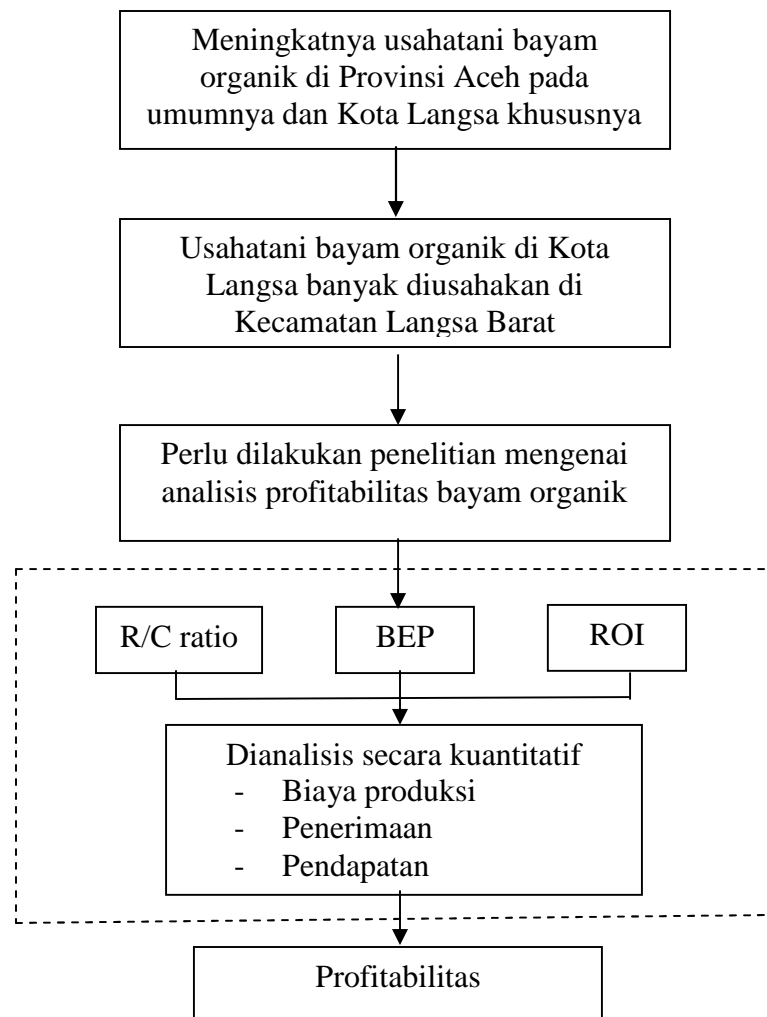 Meningkatnya usahatani bayam
organik di Provinsi Aceh pada
umumnya dan Kota Langsa khususnya
Usahatani bayam organik di Kota
Langsa banyak diusahakan di
Kecamatan Langsa Barat
Perlu dilakukan penelitian mengenai
analisis profitabilitas bayam organik
R/C ratio
BEP
ROI
Dianalisis secara kuantitatif
- Biaya produksi
- Penerimaan
- Pendapatan
Profitabilitas